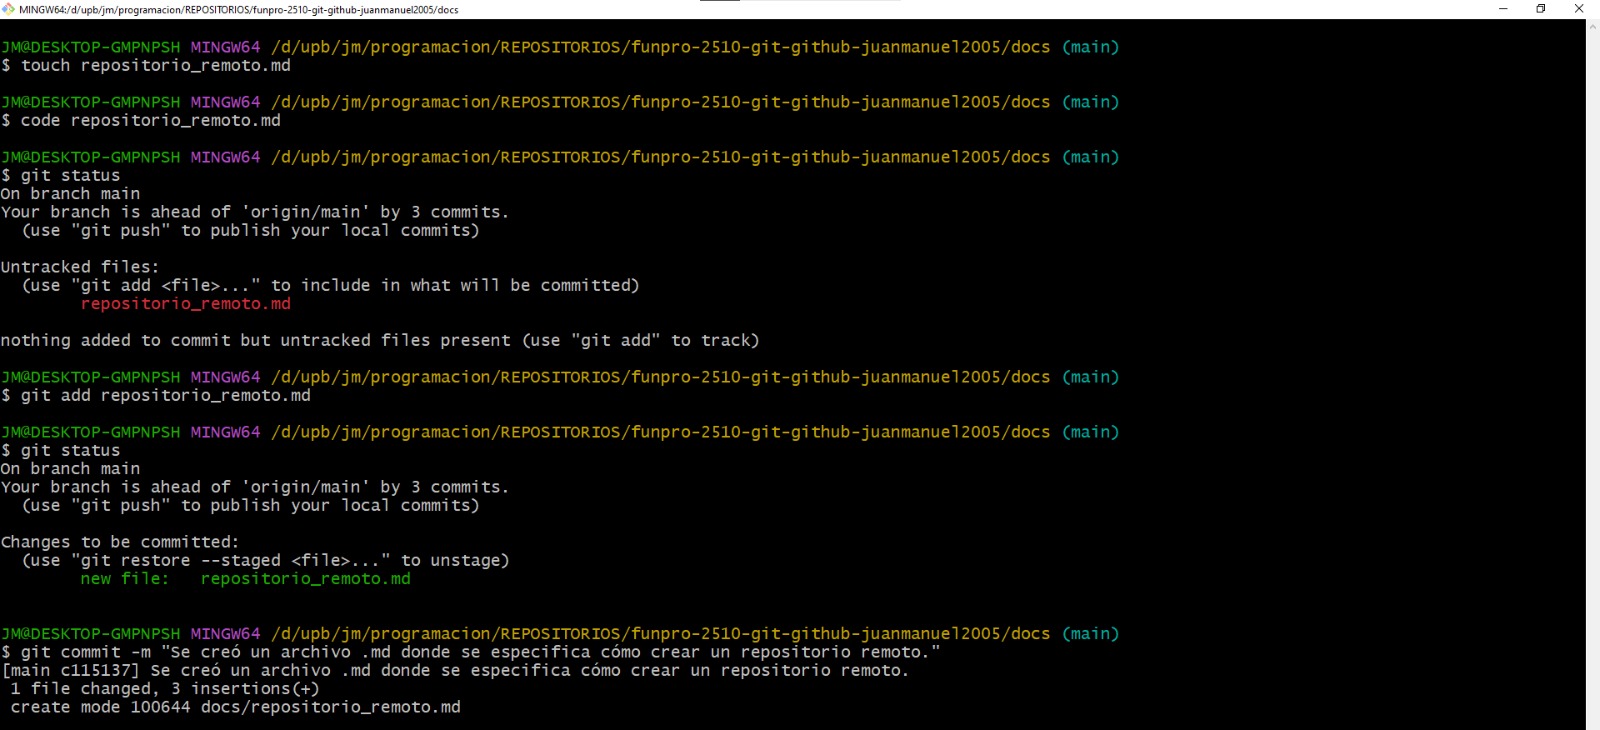 MINGW64:/d/upb/jm/programacion/REPOSITORIOS/funpro-2510-git-github-juanmanuel2005/docs
JM@DESKTOP-GMPNPSH MINGW64 /d/upb/jm/programacion/REPOSITORIOS/funpro-2510-git-github-juanmanuel2005/docs (main)
$ touch repositorio_remoto.md
JM@DESKTOP-GMPNPSH MINGW64 /d/upb/jm/programacion/REPOSITORIOS/funpro-2510-git-github-juanmanuel2005/docs (main)
$ code repositorio_remoto.md
JM@DESKTOP-GMPNPSH MINGW64 /d/upb/jm/programacion/REPOSITORIOS/funpro-2510-git-github-juanmanuel2005/docs (main)
$ git status
On branch main
Your branch is ahead of 'origin/main' by 3 commits.
  (use "git push" to publish your local commits)
Untracked files:
  (use "git add <file>..." to include in what will be committed)
        repositorio_remoto.md
nothing added to commit but untracked files present (use "git add" to track)
JM@DESKTOP-GMPNPSH MINGW64 /d/upb/jm/programacion/REPOSITORIOS/funpro-2510-git-github-juanmanuel2005/docs (main)
$ git add repositorio_remoto.md
JM@DESKTOP-GMPNPSH MINGW64 /d/upb/jm/programacion/REPOSITORIOS/funpro-2510-git-github-juanmanuel2005/docs (main)
$ git status
On branch main
Your branch is ahead of 'origin/main' by 3 commits.
  (use "git push" to publish your local commits)
Changes to be committed:
  (use "git restore --staged <file>..." to unstage)
        new file:   repositorio_remoto.md
JM@DESKTOP-GMPNPSH MINGW64 /d/upb/jm/programacion/REPOSITORIOS/funpro-2510-git-github-juanmanuel2005/docs (main)
$ git commit -m "Se creó un archivo .md donde se especifica cómo crear un repositorio remoto."
[main c115137] Se creó un archivo .md donde se especifica cómo crear un repositorio remoto.
 1 file changed, 3 insertions(+)
 create mode 100644 docs/repositorio_remoto.md